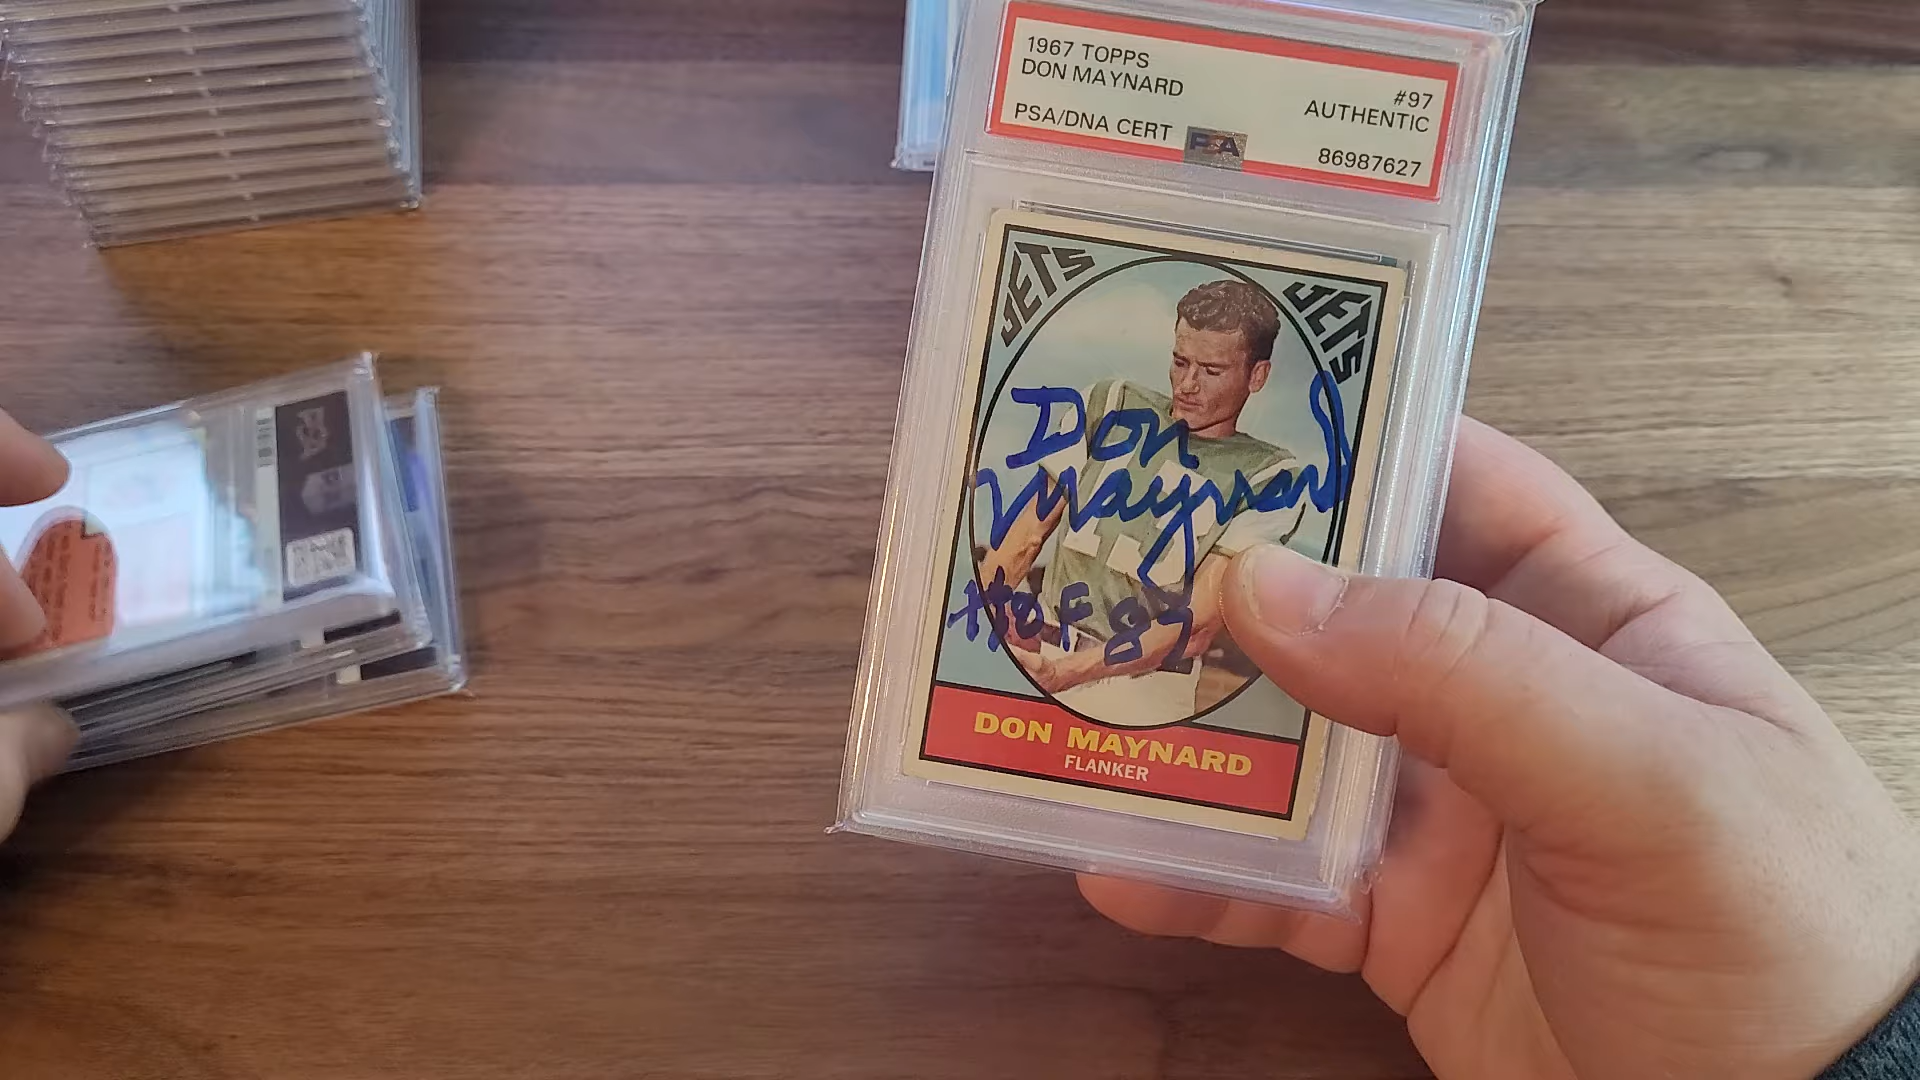 1967 TOPPS
DON MAYNARD
PSA/DNA CERT
#97
AUTHENTIC
PSA
86987627
JETS
JETS
Don
Maynard
HOF 87
DON MAYNARD
FLANKER